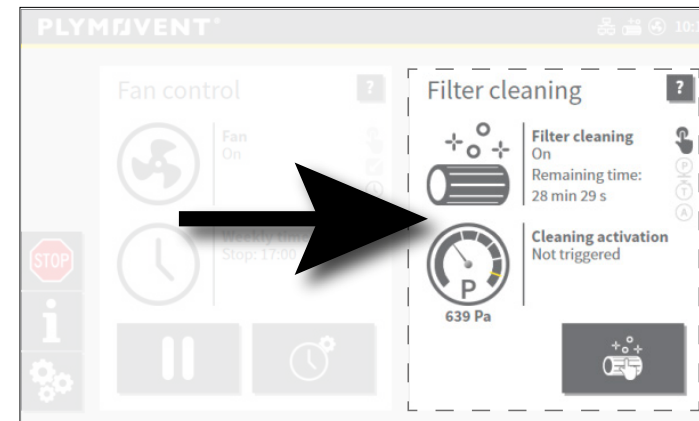 PLYMOVENT®
10:
Fan control
?
Fan
On
Weekly tim
Stop: 17:00
STOP
i
Filter cleaning
?
Filter cleaning
On
Remaining time:
28 min 29 s
P
T
A
Cleaning activation
Not triggered
P
639 Pa